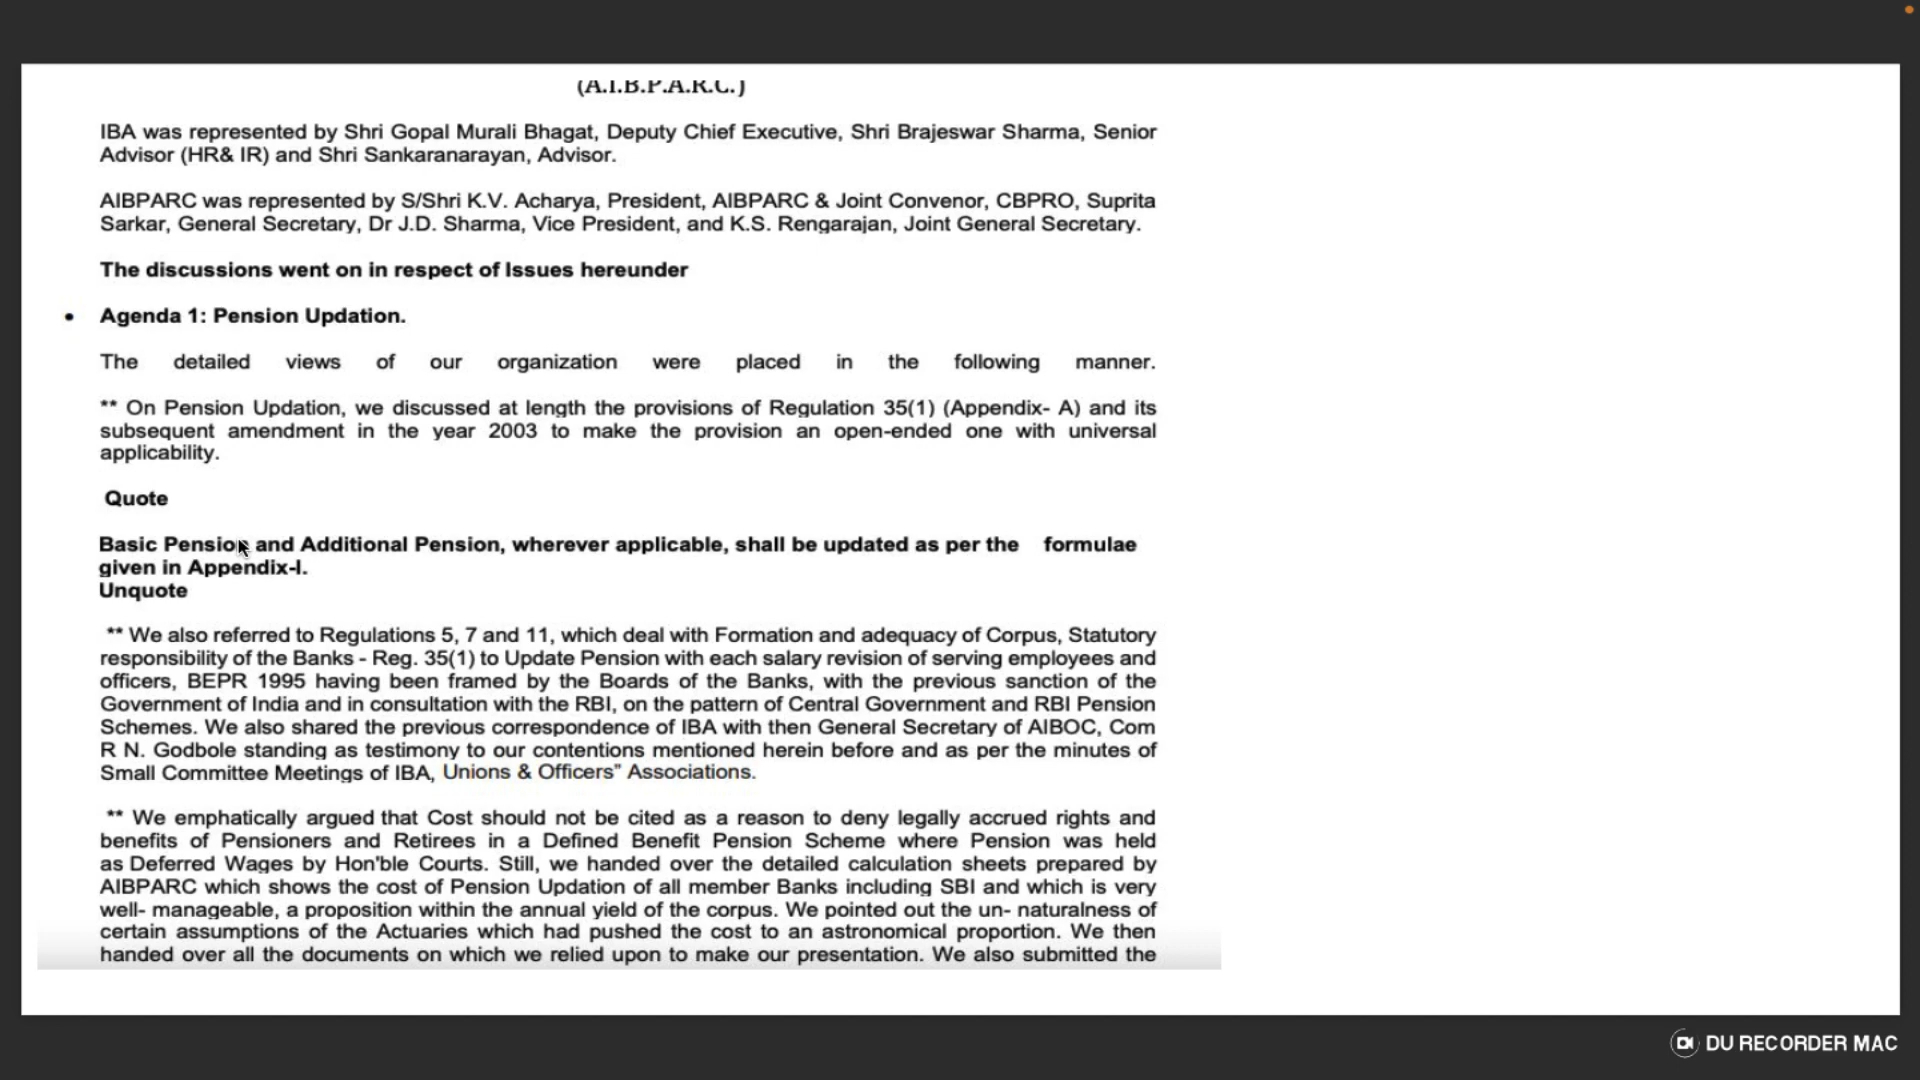 (A.I.B.P.A.R.C.)
IBA was represented by Shri Gopal Murali Bhagat, Deputy Chief Executive, Shri Brajeswar Sharma, Senior
Advisor (HR& IR) and Shri Sankaranarayan, Advisor.
AIBPARC was represented by S/Shri K.V. Acharya, President, AIBPARC & Joint Convenor, CBPRO, Suprita
Sarkar, General Secretary, Dr J.D. Sharma, Vice President, and K.S. Rengarajan, Joint General Secretary.
The discussions went on in respect of Issues hereunder
• Agenda 1: Pension Updation.
The detailed views of our organization were placed in the following manner.
** On Pension Updation, we discussed at length the provisions of Regulation 35(1) (Appendix- A) and its
subsequent amendment in the year 2003 to make the provision an open-ended one with universal
applicability.
Quote
Basic Pension and Additional Pension, wherever applicable, shall be updated as per the formulae
given in Appendix-I.
Unquote
** We also referred to Regulations 5, 7 and 11, which deal with Formation and adequacy of Corpus, Statutory
responsibility of the Banks - Reg. 35(1) to Update Pension with each salary revision of serving employees and
officers, BEPR 1995 having been framed by the Boards of the Banks, with the previous sanction of the
Government of India and in consultation with the RBI, on the pattern of Central Government and RBI Pension
Schemes. We also shared the previous correspondence of IBA with then General Secretary of AIBOC, Com
R N. Godbole standing as testimony to our contentions mentioned herein before and as per the minutes of
Small Committee Meetings of IBA, Unions & Officers” Associations.
** We emphatically argued that Cost should not be cited as a reason to deny legally accrued rights and
benefits of Pensioners and Retirees in a Defined Benefit Pension Scheme where Pension was held
as Deferred Wages by Hon'ble Courts. Still, we handed over the detailed calculation sheets prepared by
AIBPARC which shows the cost of Pension Updation of all member Banks including SBI and which is very
well- manageable, a proposition within the annual yield of the corpus. We pointed out the un- naturalness of
certain assumptions of the Actuaries which had pushed the cost to an astronomical proportion. We then
handed over all the documents on which we relied upon to make our presentation. We also submitted the
DU RECORDER MAC